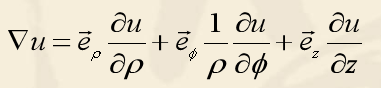 ∇u = e⃗_ρ ∂u/∂ρ + e⃗_ϕ 1/ρ ∂u/∂ϕ + e⃗_z ∂u/∂z